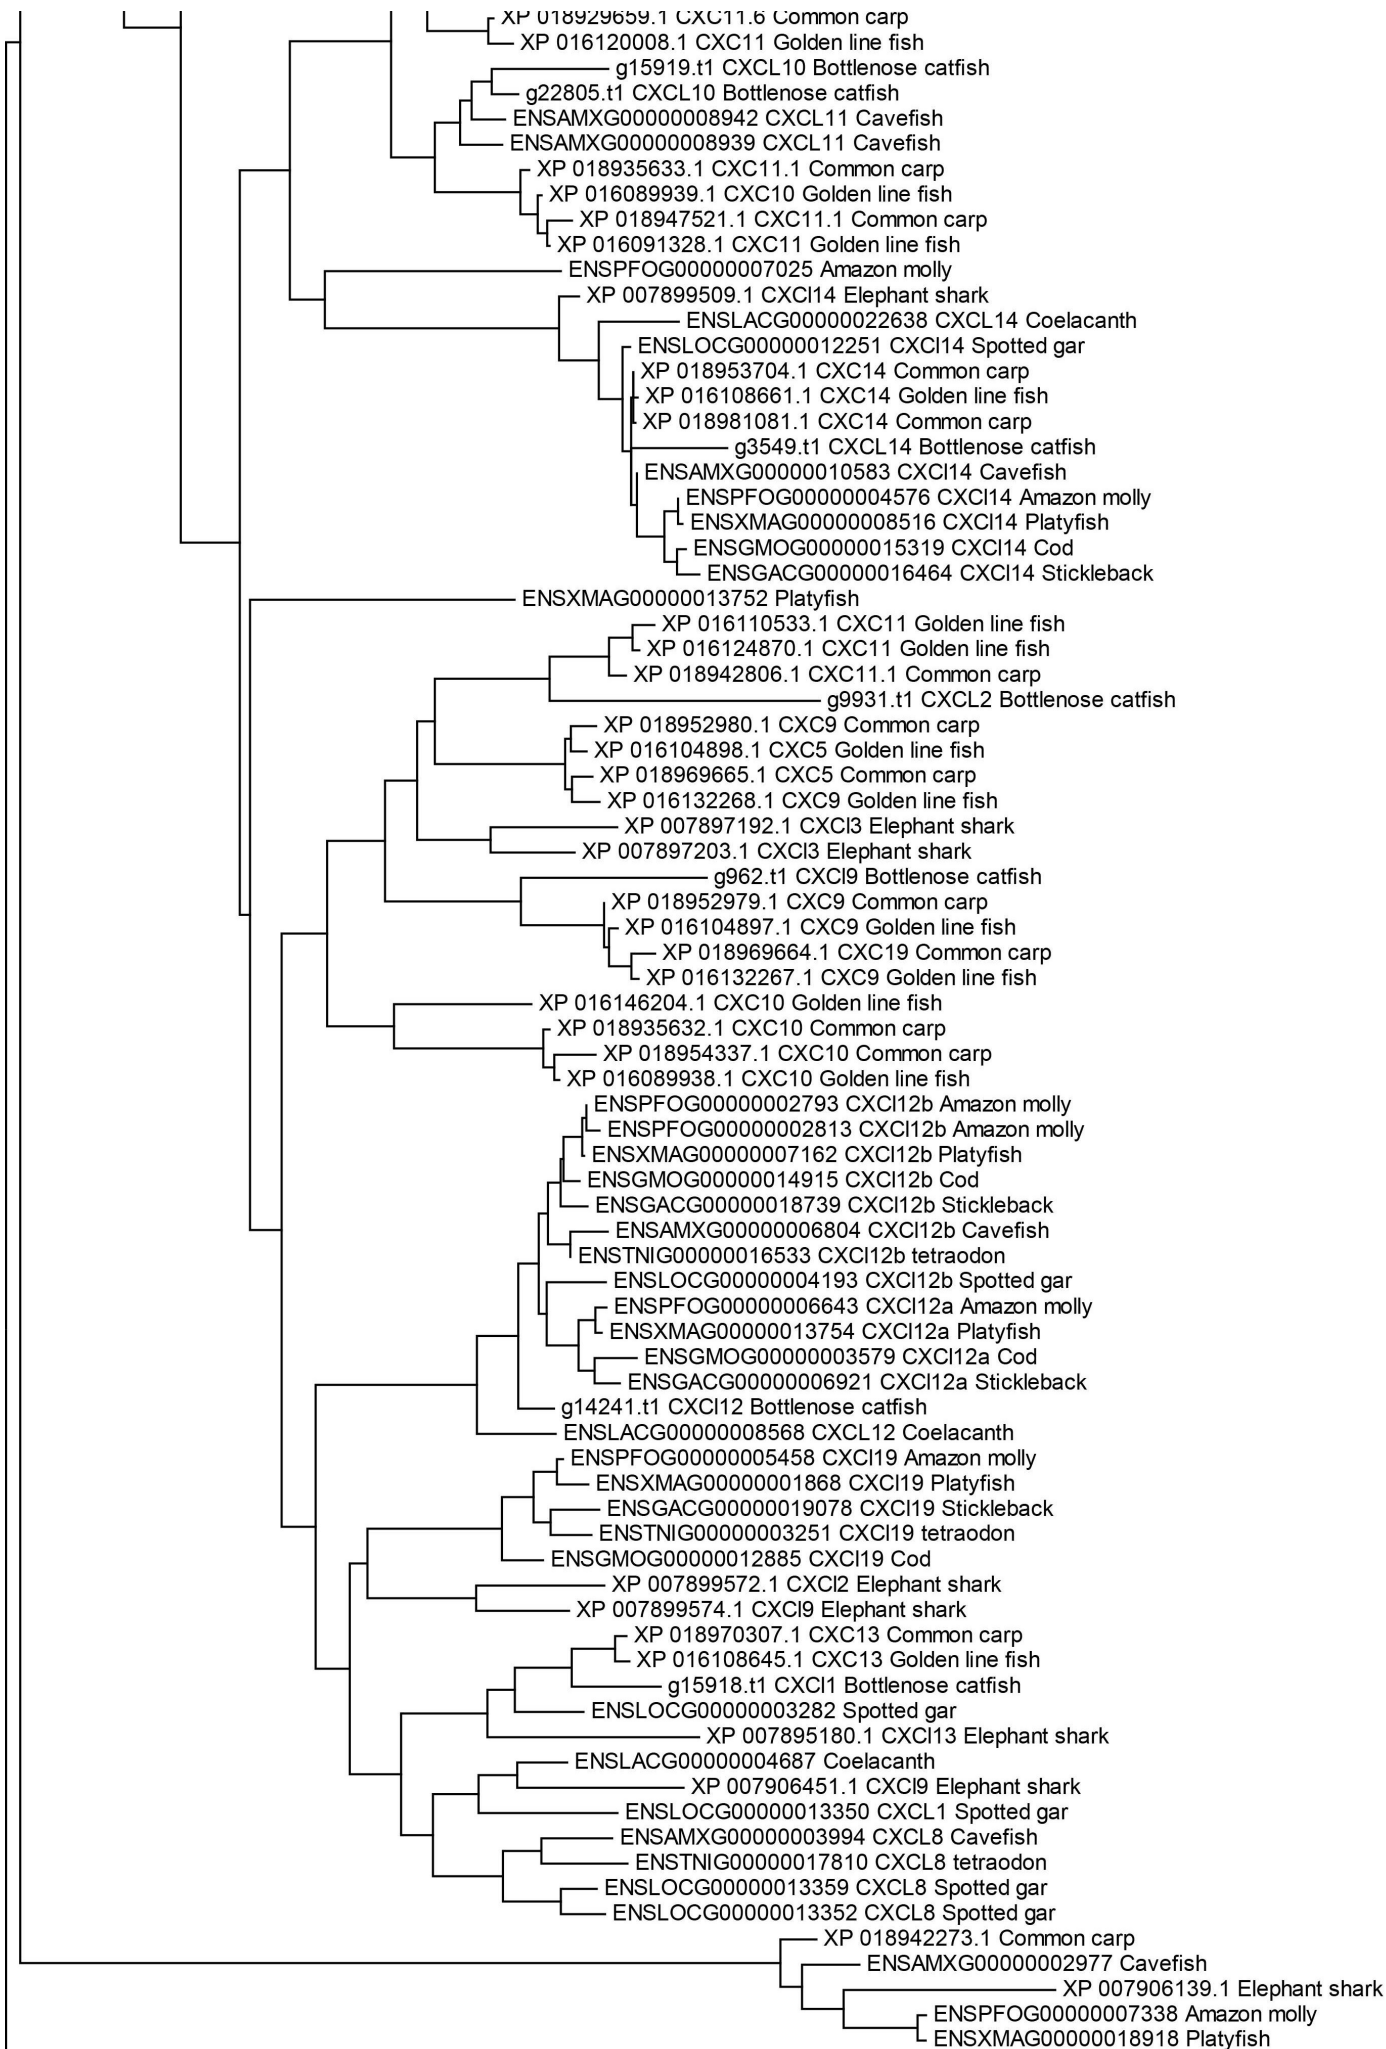 XP 018929659.1 CXC11.6 Common carp
XP 016120008.1 CXC11 Golden line fish
g15919.t1 CXCL10 Bottlenose catfish
g22805.t1 CXCL10 Bottlenose catfish
ENSAMXG00000008942 CXCL11 Cavefish
ENSAMXG00000008939 CXCL11 Cavefish
XP 018935633.1 CXC11.1 Common carp
XP 016089939.1 CXC10 Golden line fish
XP 018947521.1 CXC11.1 Common carp
XP 016091328.1 CXC11 Golden line fish
ENSPFOG00000007025 Amazon molly
XP 007899509.1 CXCl14 Elephant shark
ENSLACG00000022638 CXCL14 Coelacanth
ENSLOCG00000012251 CXCl14 Spotted gar
XP 018953704.1 CXC14 Common carp
XP 016108661.1 CXC14 Golden line fish
XP 018981081.1 CXC14 Common carp
g3549.t1 CXCL14 Bottlenose catfish
ENSAMXG00000010583 CXCl14 Cavefish
ENSPFOG00000004576 CXCl14 Amazon molly
ENSXMAG00000008516 CXCl14 Platyfish
ENSGMOG00000015319 CXCl14 Cod
ENSGACG00000016464 CXCl14 Stickleback
ENSXMAG00000013752 Platyfish
XP 016110533.1 CXC11 Golden line fish
XP 016124870.1 CXC11 Golden line fish
XP 018942806.1 CXC11.1 Common carp
g9931.t1 CXCL2 Bottlenose catfish
XP 018952980.1 CXC9 Common carp
XP 016104898.1 CXC5 Golden line fish
XP 018969665.1 CXC5 Common carp
XP 016132268.1 CXC9 Golden line fish
XP 007897192.1 CXCl3 Elephant shark
XP 007897203.1 CXCl3 Elephant shark
g962.t1 CXCl9 Bottlenose catfish
XP 018952979.1 CXC9 Common carp
XP 016104897.1 CXC9 Golden line fish
XP 018969664.1 CXC19 Common carp
XP 016132267.1 CXC9 Golden line fish
XP 016146204.1 CXC10 Golden line fish
XP 018935632.1 CXC10 Common carp
XP 018954337.1 CXC10 Common carp
XP 016089938.1 CXC10 Golden line fish
ENSPFOG00000002793 CXCl12b Amazon molly
ENSPFOG00000002813 CXCl12b Amazon molly
ENSXMAG00000007162 CXCl12b Platyfish
ENSGMOG00000014915 CXCl12b Cod
ENSGACG00000018739 CXCl12b Stickleback
ENSAMXG00000006804 CXCl12b Cavefish
ENSTNIG00000016533 CXCl12b tetraodon
ENSLOCG00000004193 CXCl12b Spotted gar
ENSPFOG00000006643 CXCl12a Amazon molly
ENSXMAG00000013754 CXCl12a Platyfish
ENSGMOG00000003579 CXCl12a Cod
ENSGACG00000006921 CXCl12a Stickleback
g14241.t1 CXCl12 Bottlenose catfish
ENSLACG00000008568 CXCL12 Coelacanth
ENSPFOG00000005458 CXCl19 Amazon molly
ENSXMAG00000001868 CXCl19 Platyfish
ENSGACG00000019078 CXCl19 Stickleback
ENSTNIG00000003251 CXCl19 tetraodon
ENSGMOG00000012885 CXCl19 Cod
XP 007899572.1 CXCl2 Elephant shark
XP 007899574.1 CXCl9 Elephant shark
XP 018970307.1 CXC13 Common carp
XP 016108645.1 CXC13 Golden line fish
g15918.t1 CXCl1 Bottlenose catfish
ENSLOCG00000003282 Spotted gar
XP 007895180.1 CXCl13 Elephant shark
ENSLACG00000004687 Coelacanth
XP 007906451.1 CXCl9 Elephant shark
ENSLOCG00000013350 CXCL1 Spotted gar
ENSAMXG00000003994 CXCL8 Cavefish
ENSTNIG00000017810 CXCL8 tetraodon
ENSLOCG00000013359 CXCL8 Spotted gar
ENSLOCG00000013352 CXCL8 Spotted gar
XP 018942273.1 Common carp
ENSAMXG00000002977 Cavefish
XP 007906139.1 Elephant shark
ENSPFOG00000007338 Amazon molly
ENSXMAG00000018918 Platyfish